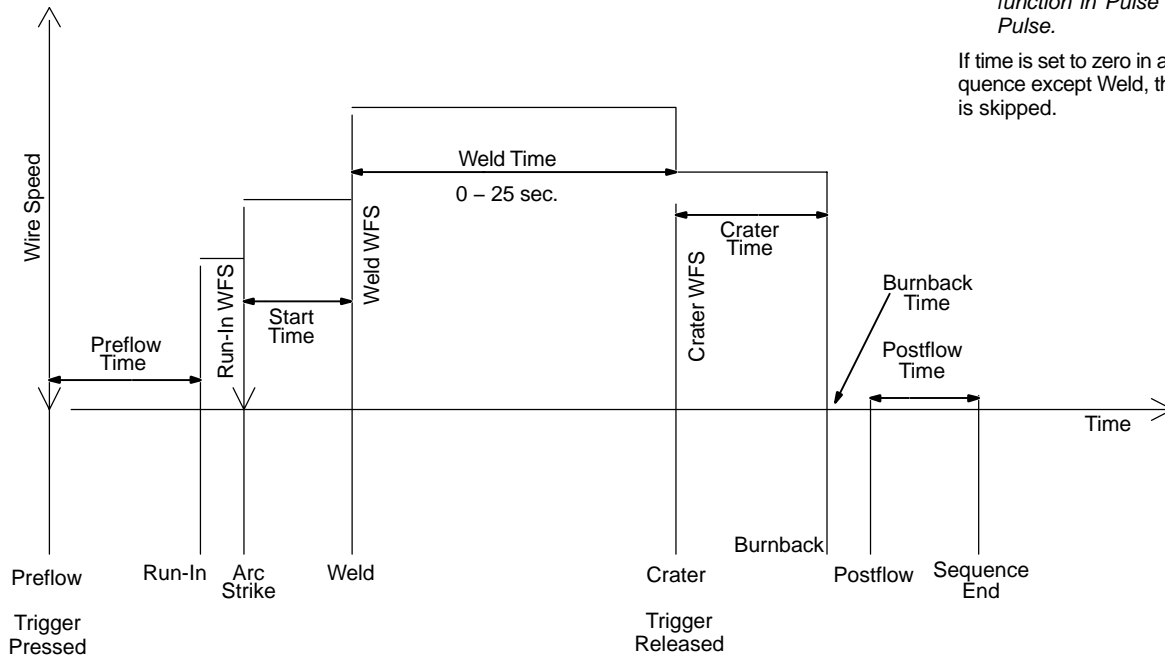 function in Pulse
Pulse.
If time is set to zero in a
quence except Weld, th
is skipped.
Wire Speed
Weld Time
0 – 25 sec.
Weld WFS
Crater
Time
Run-In WFS
Start
Time
Crater WFS
Burnback
Time
Preflow
Time
Postflow
Time
Time
Burnback
Preflow
Run-In
Arc
Strike
Weld
Crater
Postflow
Sequence
End
Trigger
Pressed
Trigger
Released